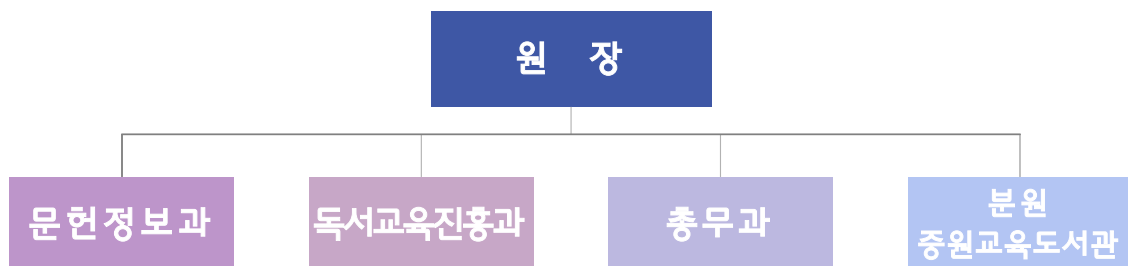 원 장
문헌정보과
독서교육진흥과
총무과
분원
중원교육도서관